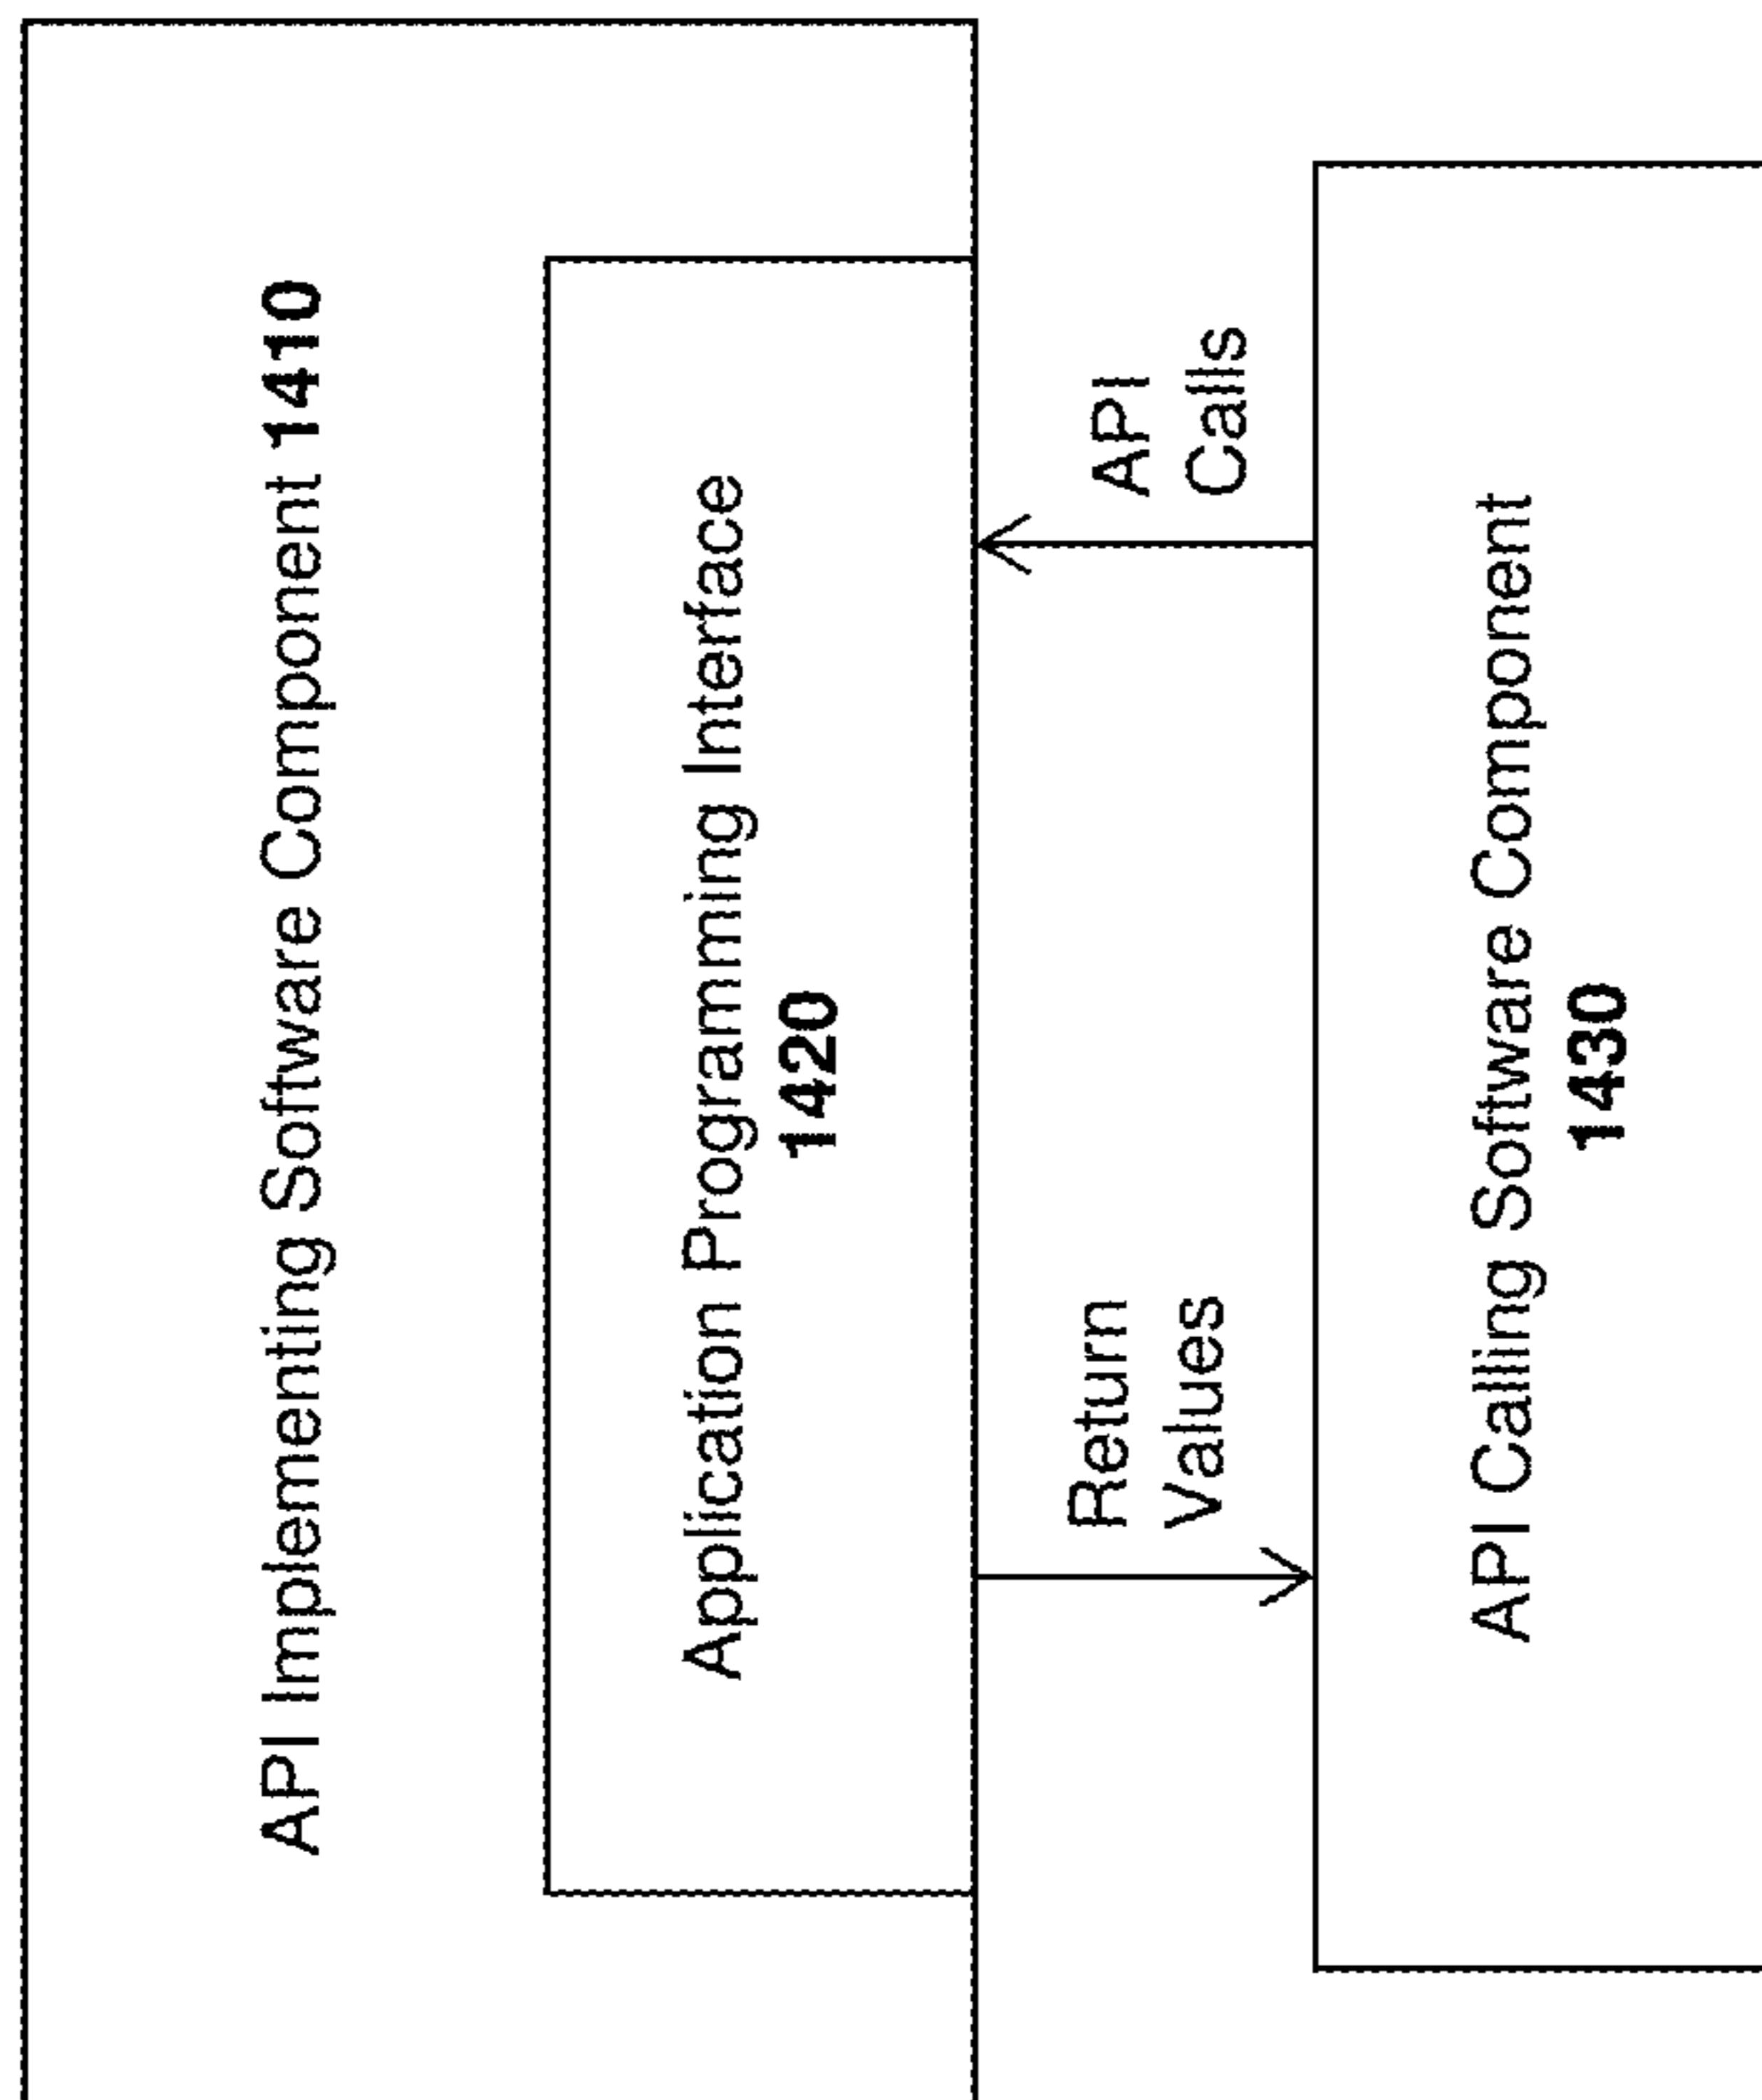 API Implementing Software Component 1410
Application Programming Interface
1420
Return
Values
API
Calls
API Calling Software Component
1430